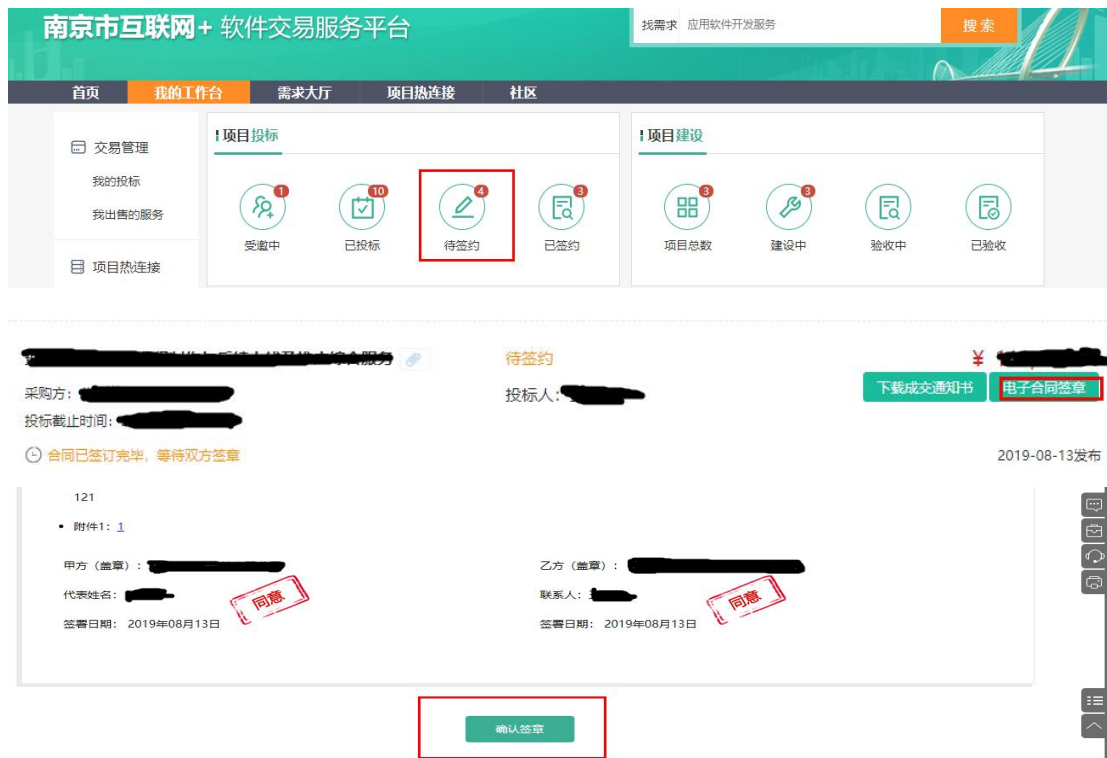 南京市互联网+ 软件交易服务平台
找需求 应用软件开发服务 搜索
首页 我的工作台 需求大厅 项目热连接 社区
交易管理
我的投标
我出售的服务
项目热连接
项目投标
1 10 4 3
受邀中 已投标 待签约 已签约
项目建设
3 3
项目总数 建设中 验收中 已验收
综合服务 待签约 ¥
采购方: 投标人: 下载成交通知书 电子合同签章
投标截止时间:
合同已签订完毕，等待双方签章 2019-08-13发布
121
• 附件1: 1
甲方（盖章）: 乙方（盖章）:
代表姓名: 同意 联系人: 同意
签署日期: 2019年08月13日 签署日期: 2019年08月13日
确认签章